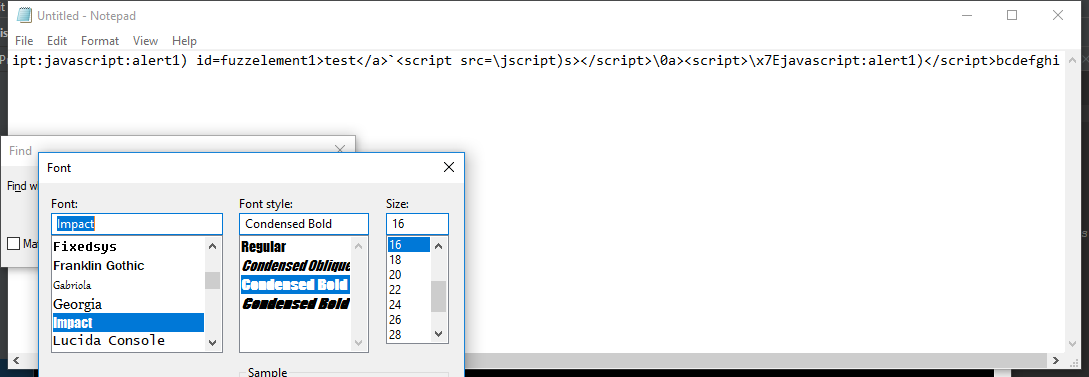 Untitled - Notepad
File Edit Format View Help
ipt:javascript:alert1) id=fuzzelement1>test</a>`<script src=\jscript)s></script>\0a><script>\x7Ejavascript:alert1)</script>bcdefghi
Find
Find w
Ma
Font
Font: Font style: Size:
Impact Condensed Bold 16
Fixedsys Regular 16
Franklin Gothic Condensed Oblique 18
Gabriola Condensed Bold 20
Georgia Condensed Bold 22
Impact 24
Lucida Console 26
28
Sample